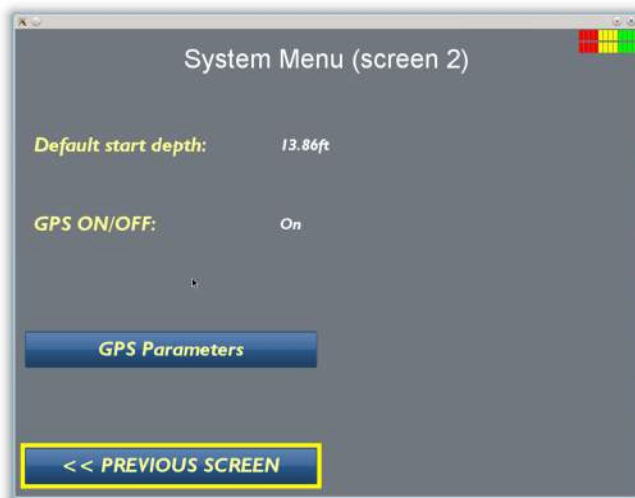 System Menu (screen 2)
Default start depth: 13.86ft
GPS ON/OFF: On
GPS Parameters
<< PREVIOUS SCREEN